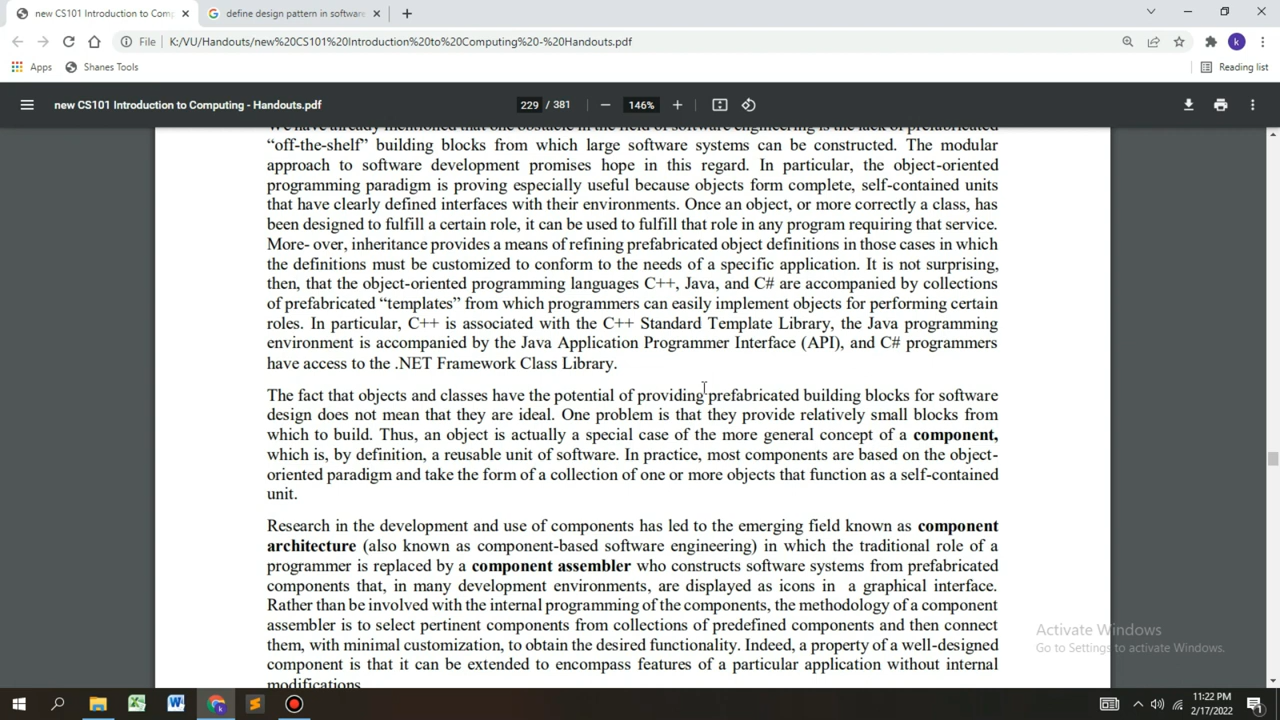 new CS101 Introduction to Comp
define design pattern in software
File K:/VU/Handouts/new%20CS101%20Introduction%20to%20Computing%20-%20Handouts.pdf
k
Apps
Shanes Tools
Reading list
new CS101 Introduction to Computing - Handouts.pdf
229 / 381
146%
We have already mentioned that one obstacle in the field of software engineering is the lack of prefabricated
“off-the-shelf” building blocks from which large software systems can be constructed. The modular
approach to software development promises hope in this regard. In particular, the object-oriented
programming paradigm is proving especially useful because objects form complete, self-contained units
that have clearly defined interfaces with their environments. Once an object, or more correctly a class, has
been designed to fulfill a certain role, it can be used to fulfill that role in any program requiring that service.
More- over, inheritance provides a means of refining prefabricated object definitions in those cases in which
the definitions must be customized to conform to the needs of a specific application. It is not surprising,
then, that the object-oriented programming languages C++, Java, and C# are accompanied by collections
of prefabricated “templates” from which programmers can easily implement objects for performing certain
roles. In particular, C++ is associated with the C++ Standard Template Library, the Java programming
environment is accompanied by the Java Application Programmer Interface (API), and C# programmers
have access to the .NET Framework Class Library.
The fact that objects and classes have the potential of providing prefabricated building blocks for software
design does not mean that they are ideal. One problem is that they provide relatively small blocks from
which to build. Thus, an object is actually a special case of the more general concept of a component,
which is, by definition, a reusable unit of software. In practice, most components are based on the object-
oriented paradigm and take the form of a collection of one or more objects that function as a self-contained
unit.
Research in the development and use of components has led to the emerging field known as component
architecture (also known as component-based software engineering) in which the traditional role of a
programmer is replaced by a component assembler who constructs software systems from prefabricated
components that, in many development environments, are displayed as icons in a graphical interface.
Rather than be involved with the internal programming of the components, the methodology of a component
assembler is to select pertinent components from collections of predefined components and then connect
them, with minimal customization, to obtain the desired functionality. Indeed, a property of a well-designed
component is that it can be extended to encompass features of a particular application without internal
modifications.
Activate Windows
Go to Settings to activate Windows.
11:22 PM
2/17/2022